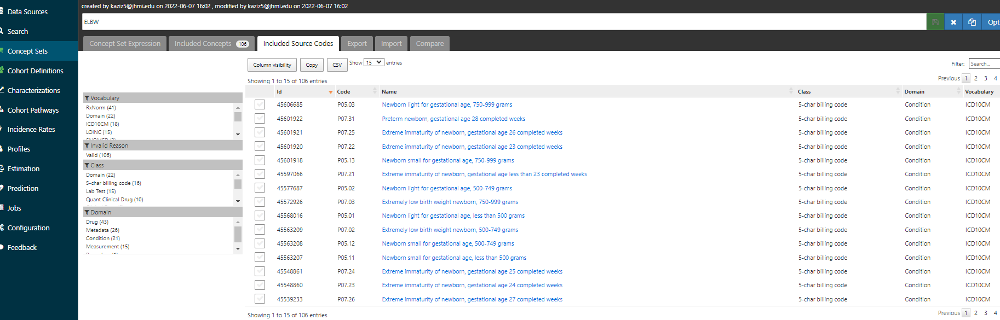 created by kaziz5@jhmi.edu on 2022-06-07 16:02 , modified by kaziz5@jhmi.edu on 2022-06-07 16:02
Data Sources
Search
Concept Sets
Cohort Definitions
Characterizations
Cohort Pathways
Incidence Rates
Profiles
Estimation
Prediction
Jobs
Configuration
Feedback
ELBW
Opt
Concept Set Expression Included Concepts 106 Included Source Codes Export Import Compare
Column visibility Copy CSV Show 15 entries
Filter: Search...
Showing 1 to 15 of 106 entries
Previous 1 2 3 4
Vocabulary
RxNorm (41)
Domain (22)
ICD10CM (18)
LOINC (15)
Invalid Reason
Valid (106)
Class
Domain (22)
5-char billing code (16)
Lab Test (15)
Quant Clinical Drug (10)
Domain
Drug (43)
Metadata (26)
Condition (21)
Measurement (15)
Id Code Name Class Domain Vocabulary
45606685 P05.03 Newborn light for gestational age, 750-999 grams 5-char billing code Condition ICD10CM
45601922 P07.31 Preterm newborn, gestational age 28 completed weeks 5-char billing code Condition ICD10CM
45601921 P07.25 Extreme immaturity of newborn, gestational age 26 completed weeks 5-char billing code Condition ICD10CM
45601920 P07.22 Extreme immaturity of newborn, gestational age 23 completed weeks 5-char billing code Condition ICD10CM
45601918 P05.13 Newborn small for gestational age, 750-999 grams 5-char billing code Condition ICD10CM
45597066 P07.21 Extreme immaturity of newborn, gestational age less than 23 completed weeks 5-char billing code Condition ICD10CM
45577687 P05.02 Newborn light for gestational age, 500-749 grams 5-char billing code Condition ICD10CM
45572926 P07.03 Extremely low birth weight newborn, 750-999 grams 5-char billing code Condition ICD10CM
45568016 P05.01 Newborn light for gestational age, less than 500 grams 5-char billing code Condition ICD10CM
45563209 P07.02 Extremely low birth weight newborn, 500-749 grams 5-char billing code Condition ICD10CM
45563208 P05.12 Newborn small for gestational age, 500-749 grams 5-char billing code Condition ICD10CM
45563207 P05.11 Newborn small for gestational age, less than 500 grams 5-char billing code Condition ICD10CM
45548861 P07.24 Extreme immaturity of newborn, gestational age 25 completed weeks 5-char billing code Condition ICD10CM
45548860 P07.23 Extreme immaturity of newborn, gestational age 24 completed weeks 5-char billing code Condition ICD10CM
45539233 P07.26 Extreme immaturity of newborn, gestational age 27 completed weeks 5-char billing code Condition ICD10CM
Showing 1 to 15 of 106 entries
Previous 1 2 3 4